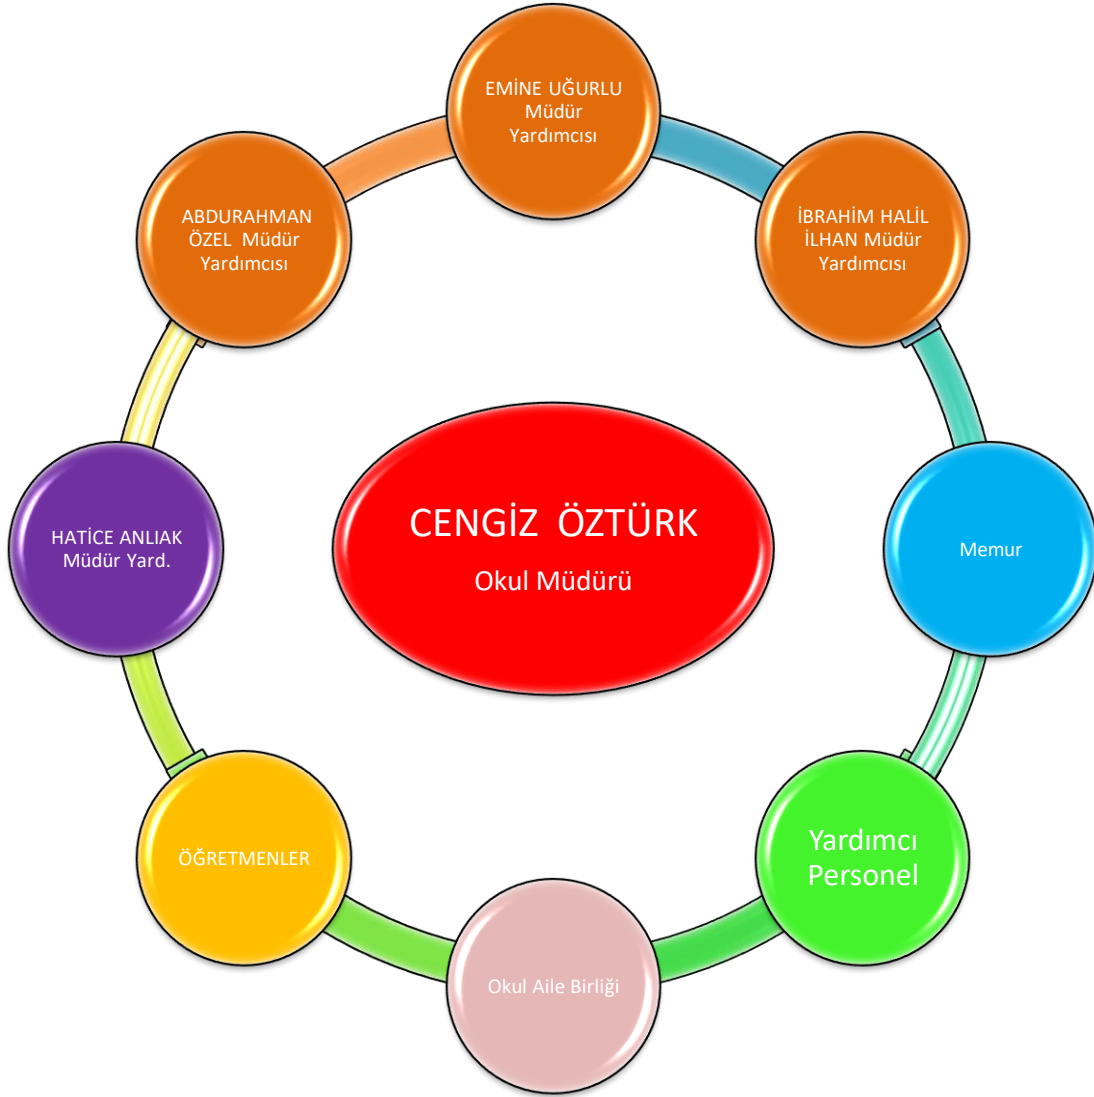 EMİNE UĞURLU
Müdür
Yardımcısı
ABDURAHMAN
ÖZEL Müdür
Yardımcısı
İBRAHİM HALİL
İLHAN Müdür
Yardımcısı
CENGİZ ÖZTÜRK
Okul Müdürü
HATİCE ANLIAK
Müdür Yard.
Memur
ÖĞRETMENLER
Yardımcı
Personel
Okul Aile Birliği